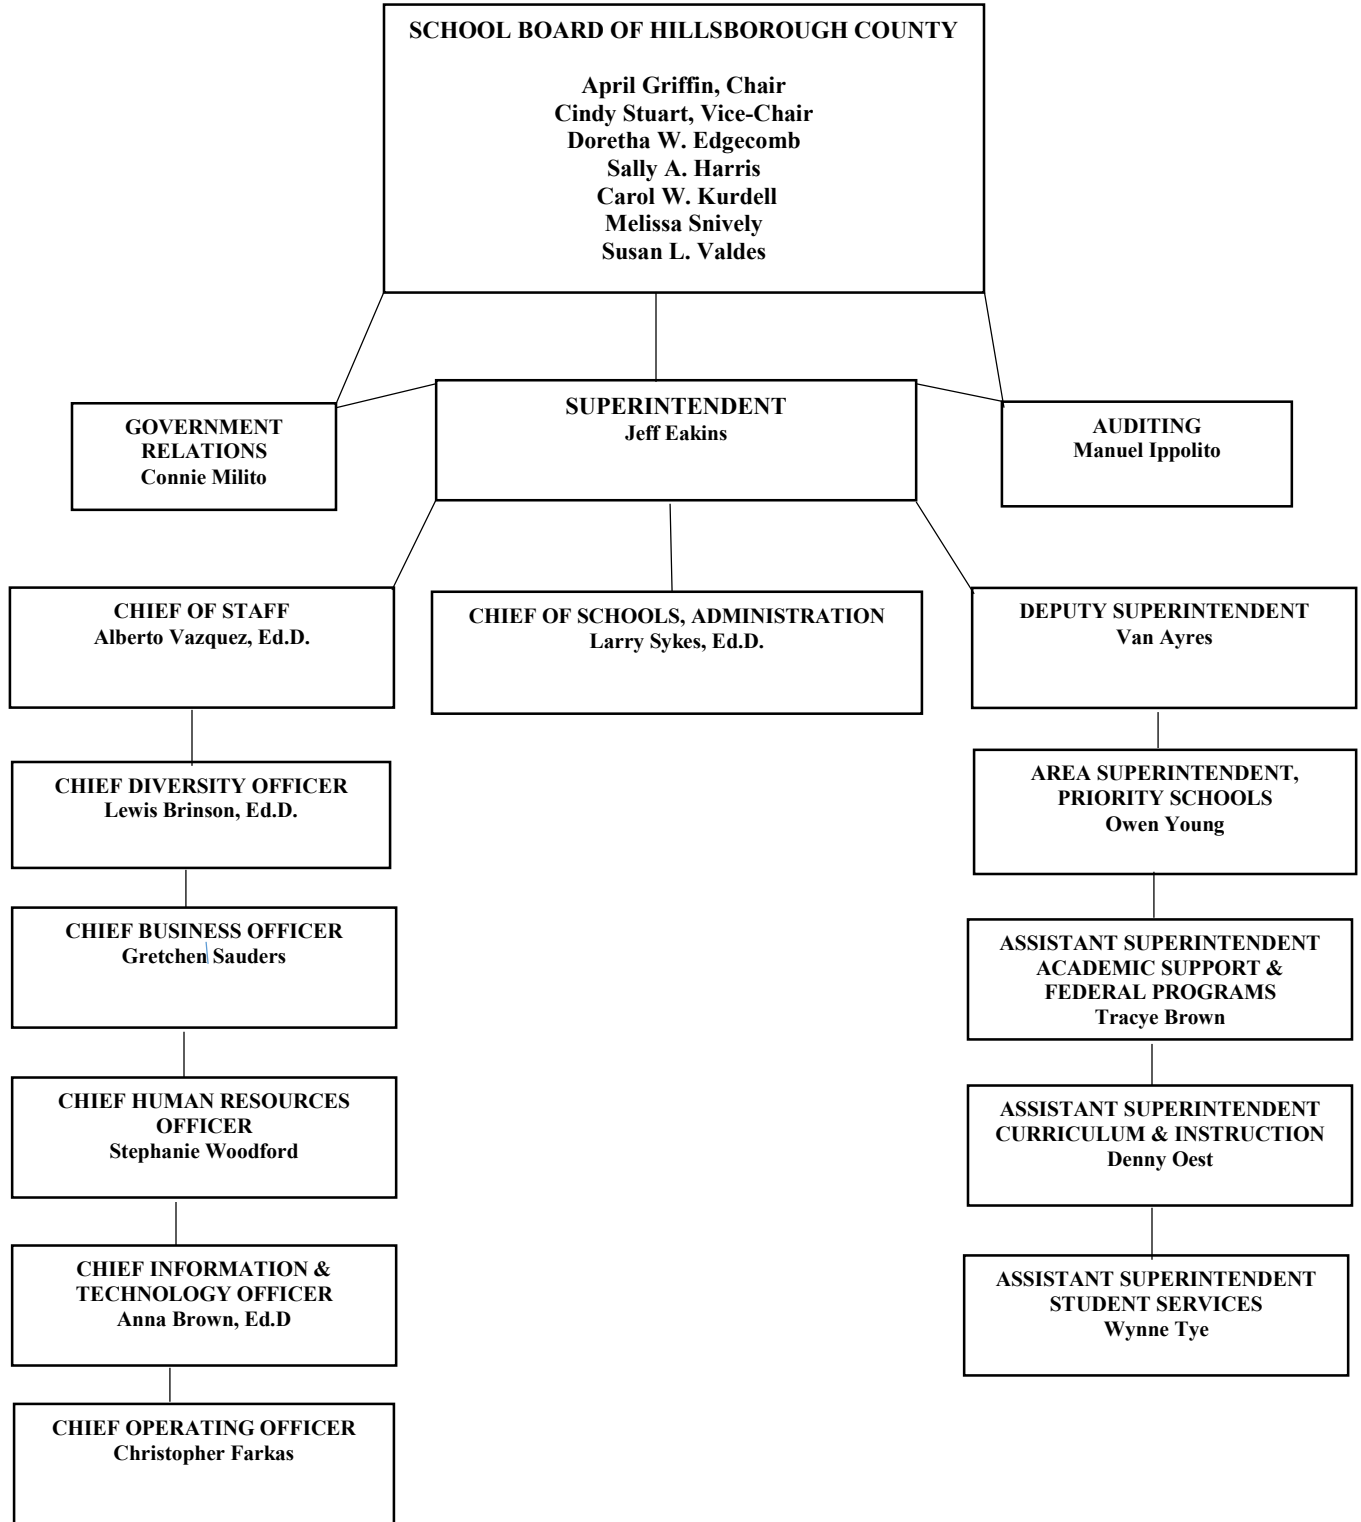 SCHOOL BOARD OF HILLSBOROUGH COUNTY
April Griffin, Chair
Cindy Stuart, Vice-Chair
Doretha W. Edgecomb
Sally A. Harris
Carol W. Kurdell
Melissa Snively
Susan L. Valdes
GOVERNMENT
RELATIONS
Connie Milito
SUPERINTENDENT
Jeff Eakins
AUDITING
Manuel Ippolito
CHIEF OF STAFF
Alberto Vazquez, Ed.D.
CHIEF OF SCHOOLS, ADMINISTRATION
Larry Sykes, Ed.D.
DEPUTY SUPERINTENDENT
Van Ayres
CHIEF DIVERSITY OFFICER
Lewis Brinson, Ed.D.
CHIEF BUSINESS OFFICER
Gretchen Sauders
CHIEF HUMAN RESOURCES
OFFICER
Stephanie Woodford
CHIEF INFORMATION &
TECHNOLOGY OFFICER
Anna Brown, Ed.D
CHIEF OPERATING OFFICER
Christopher Farkas
AREA SUPERINTENDENT,
PRIORITY SCHOOLS
Owen Young
ASSISTANT SUPERINTENDENT
ACADEMIC SUPPORT &
FEDERAL PROGRAMS
Tracye Brown
ASSISTANT SUPERINTENDENT
CURRICULUM & INSTRUCTION
Denny Oest
ASSISTANT SUPERINTENDENT
STUDENT SERVICES
Wynne Tye